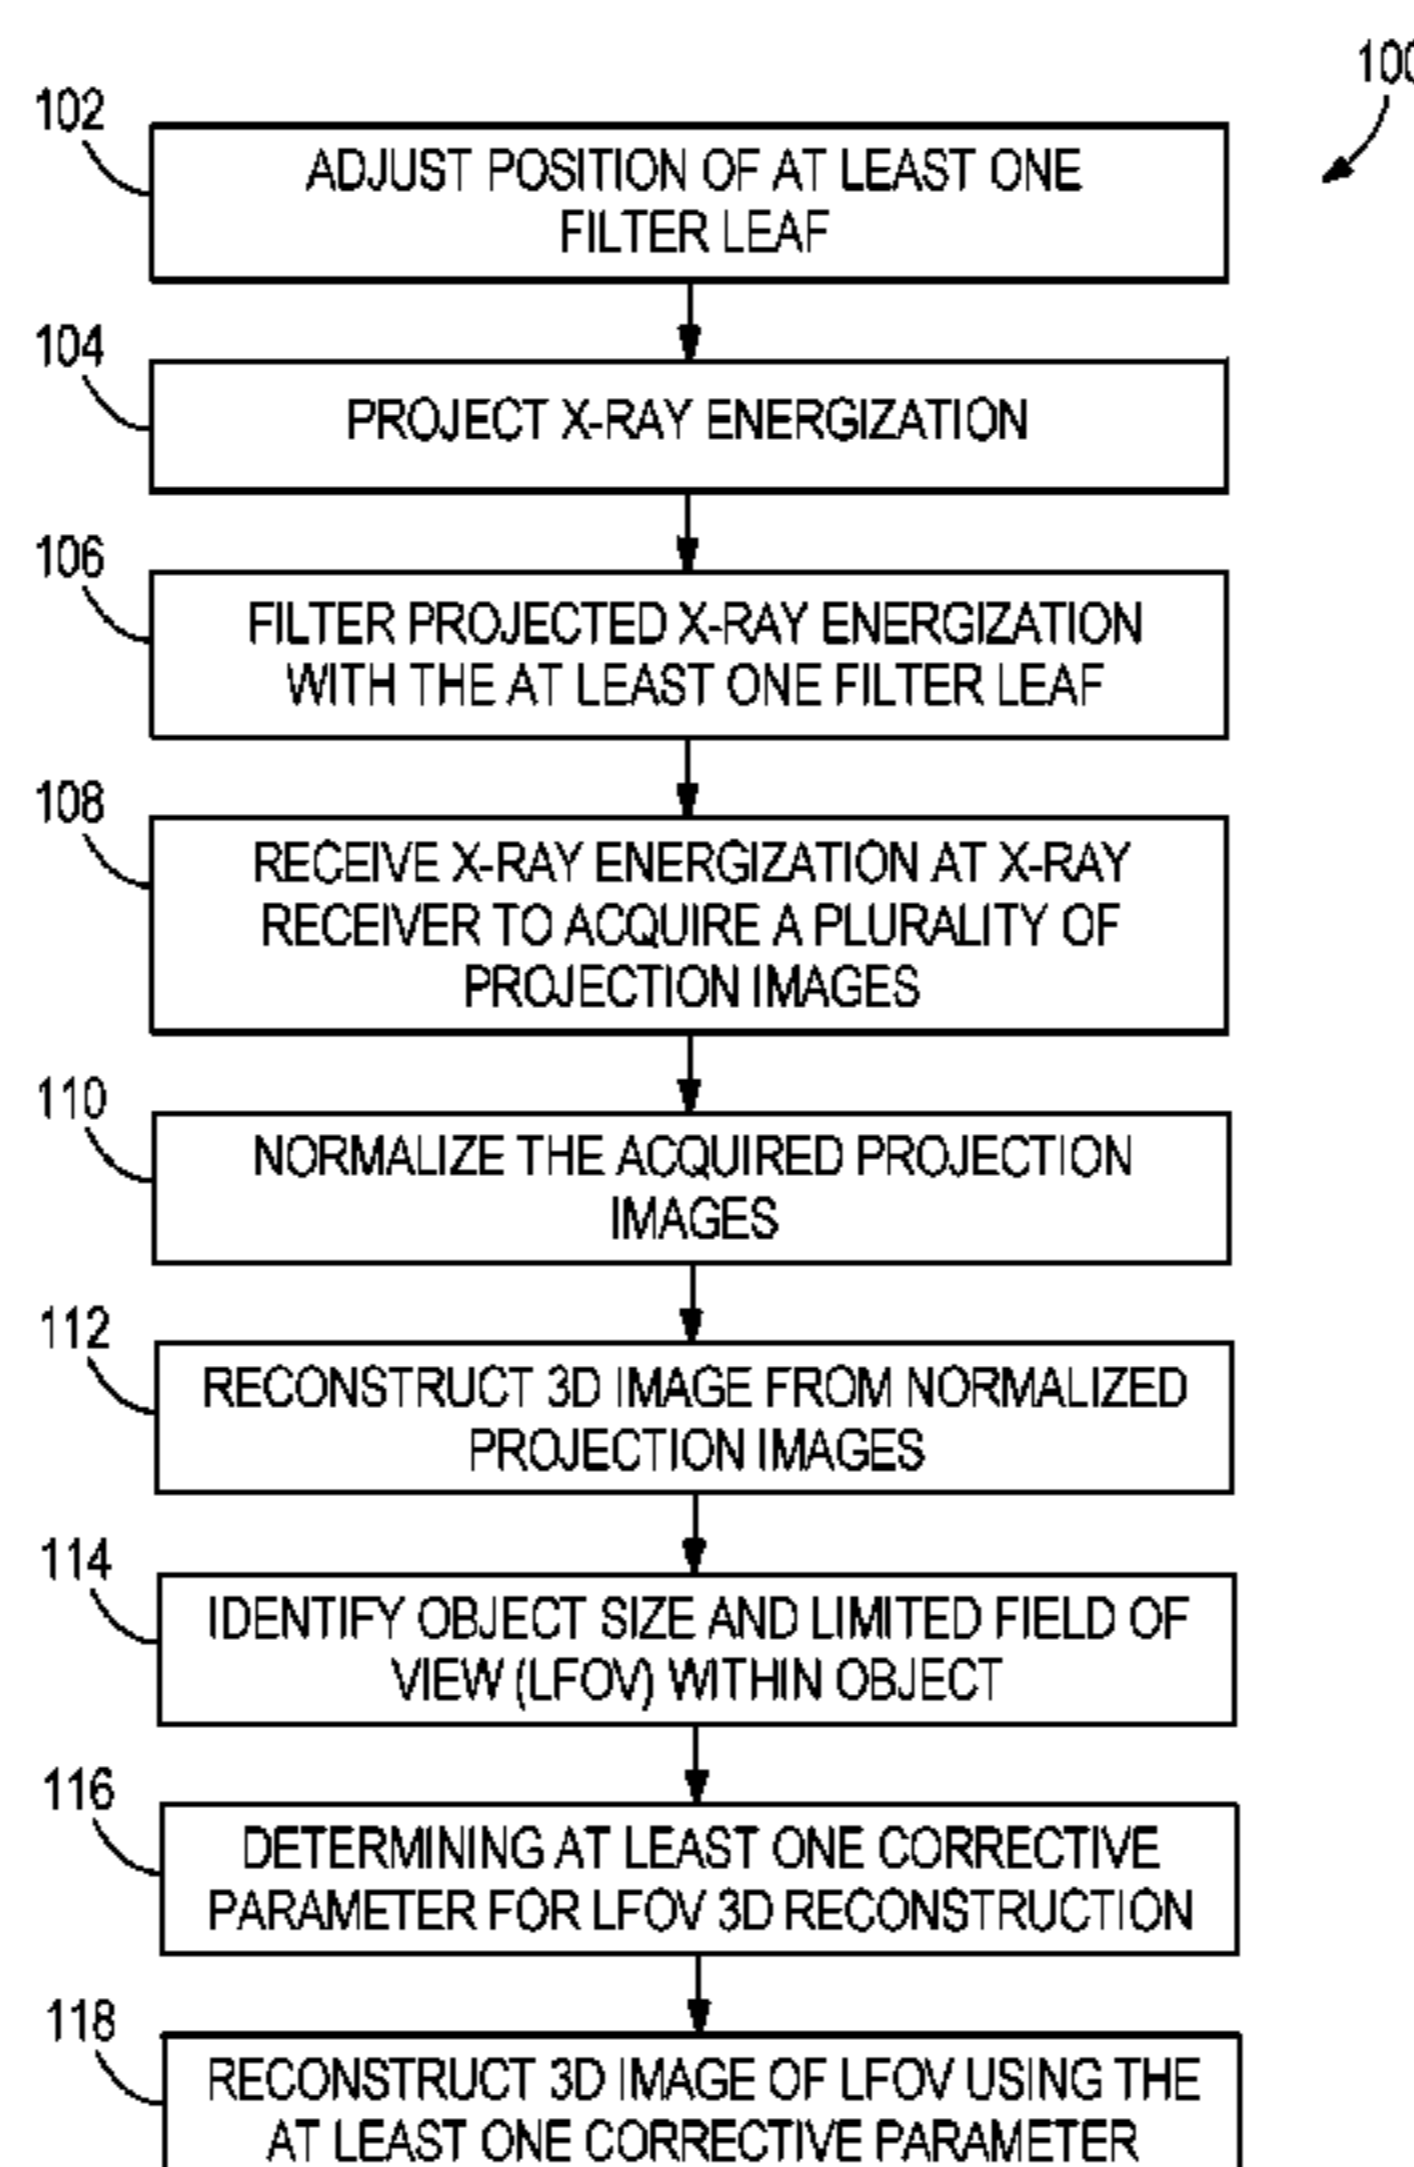 100
102
ADJUST POSITION OF AT LEAST ONE
FILTER LEAF
104
PROJECT X-RAY ENERGIZATION
106
FILTER PROJECTED X-RAY ENERGIZATION
WITH THE AT LEAST ONE FILTER LEAF
108
RECEIVE X-RAY ENERGIZATION AT X-RAY
RECEIVER TO ACQUIRE A PLURALITY OF
PROJECTION IMAGES
110
NORMALIZE THE ACQUIRED PROJECTION
IMAGES
112
RECONSTRUCT 3D IMAGE FROM NORMALIZED
PROJECTION IMAGES
114
IDENTIFY OBJECT SIZE AND LIMITED FIELD OF
VIEW (LFOV) WITHIN OBJECT
116
DETERMINING AT LEAST ONE CORRECTIVE
PARAMETER FOR LFOV 3D RECONSTRUCTION
118
RECONSTRUCT 3D IMAGE OF LFOV USING THE
AT LEAST ONE CORRECTIVE PARAMETER